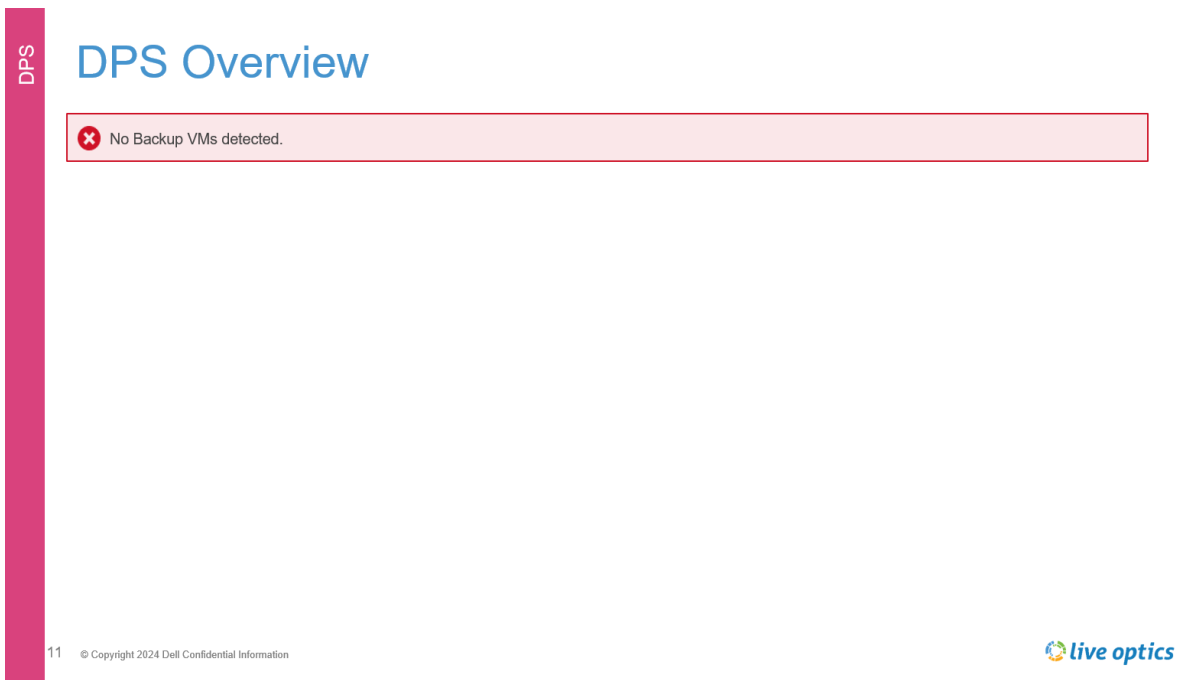 DPS
DPS Overview
No Backup VMs detected.
11 © Copyright 2024 Dell Confidential Information
live optics